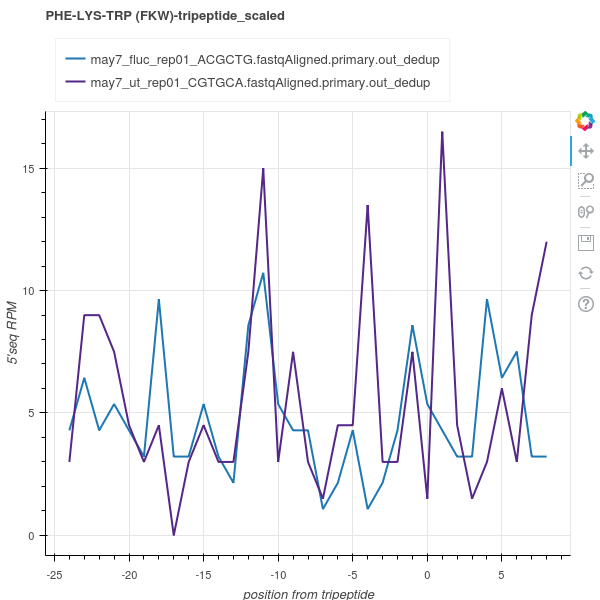 PHE-LYS-TRP (FKW)-tripeptide_scaled
may7_fluc_rep01_ACGCTG.fastqAligned.primary.out_dedup
may7_ut_rep01_CGTGCA.fastqAligned.primary.out_dedup
15
10
5
0
5'seq RPM
-25 -20 -15 -10 -5 0 5
position from tripeptide